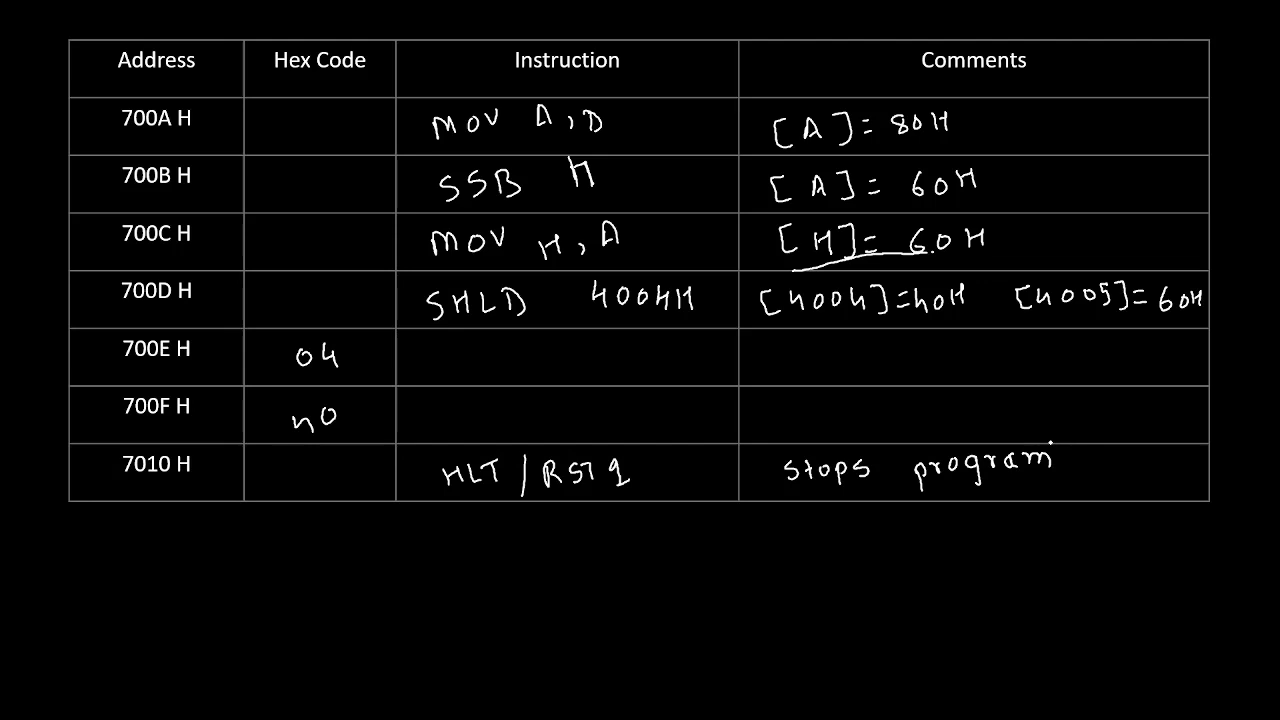 Address Hex Code Instruction Comments
700A H MOV A, D [A] = 80H
700B H SSB H [A] = 60H
700C H MOV H, A [H] = 60H
700D H SHLD 4004H [4004] = 40H [4005] = 60H
700E H 04
700F H 40
7010 H HLT / RST stops program